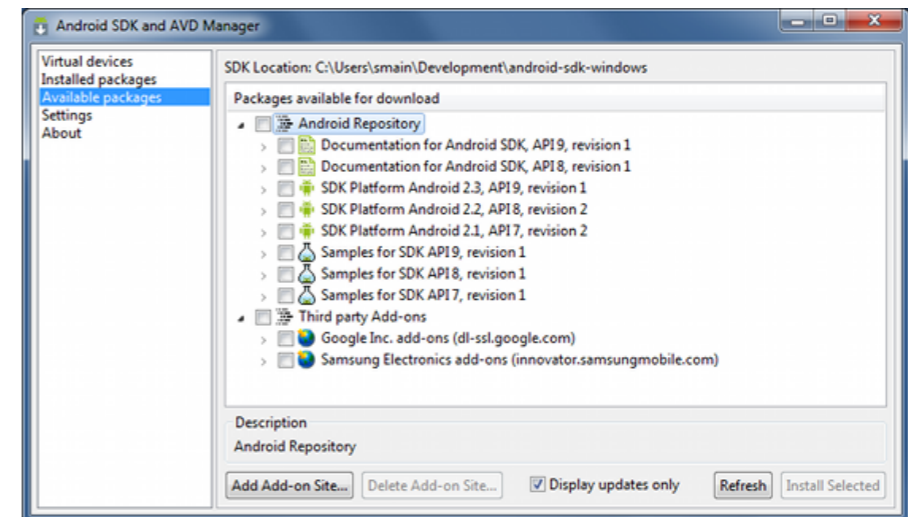 Android SDK and AVD Manager
Virtual devices
Installed packages
Available packages
Settings
About
SDK Location: C:\Users\smain\Development\android-sdk-windows
Packages available for download
Android Repository
Documentation for Android SDK, API 9, revision 1
Documentation for Android SDK, API 8, revision 1
SDK Platform Android 2.3, API 9, revision 1
SDK Platform Android 2.2, API 8, revision 2
SDK Platform Android 2.1, API 7, revision 2
Samples for SDK API 9, revision 1
Samples for SDK API 8, revision 1
Samples for SDK API 7, revision 1
Third party Add-ons
Google Inc. add-ons (dl-ssl.google.com)
Samsung Electronics add-ons (innovator.samsungmobile.com)
Description
Android Repository
Add Add-on Site... Delete Add-on Site... Display updates only Refresh Install Selected